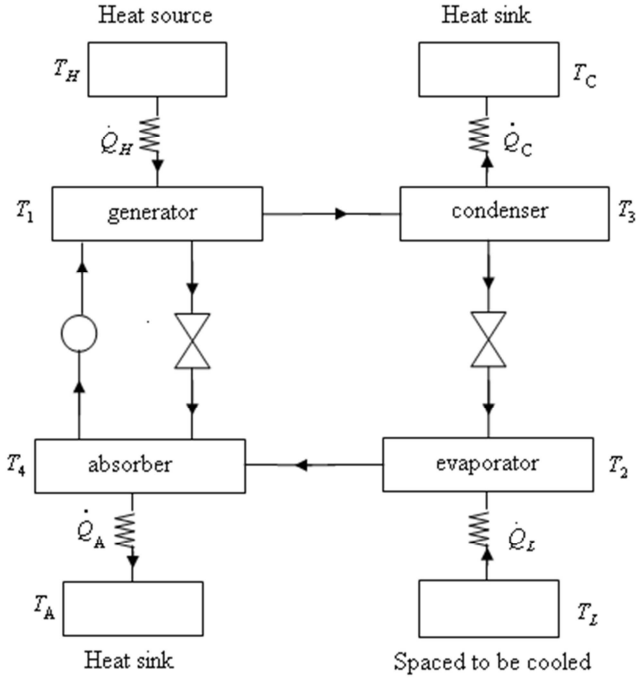 Heat source
Heat sink
T_H
T_C
Q̇_H
Q̇_C
T_1
generator
condenser
T_3
T_4
absorber
evaporator
T_2
Q̇_A
Q̇_L
T_A
T_L
Heat sink
Spaced to be cooled